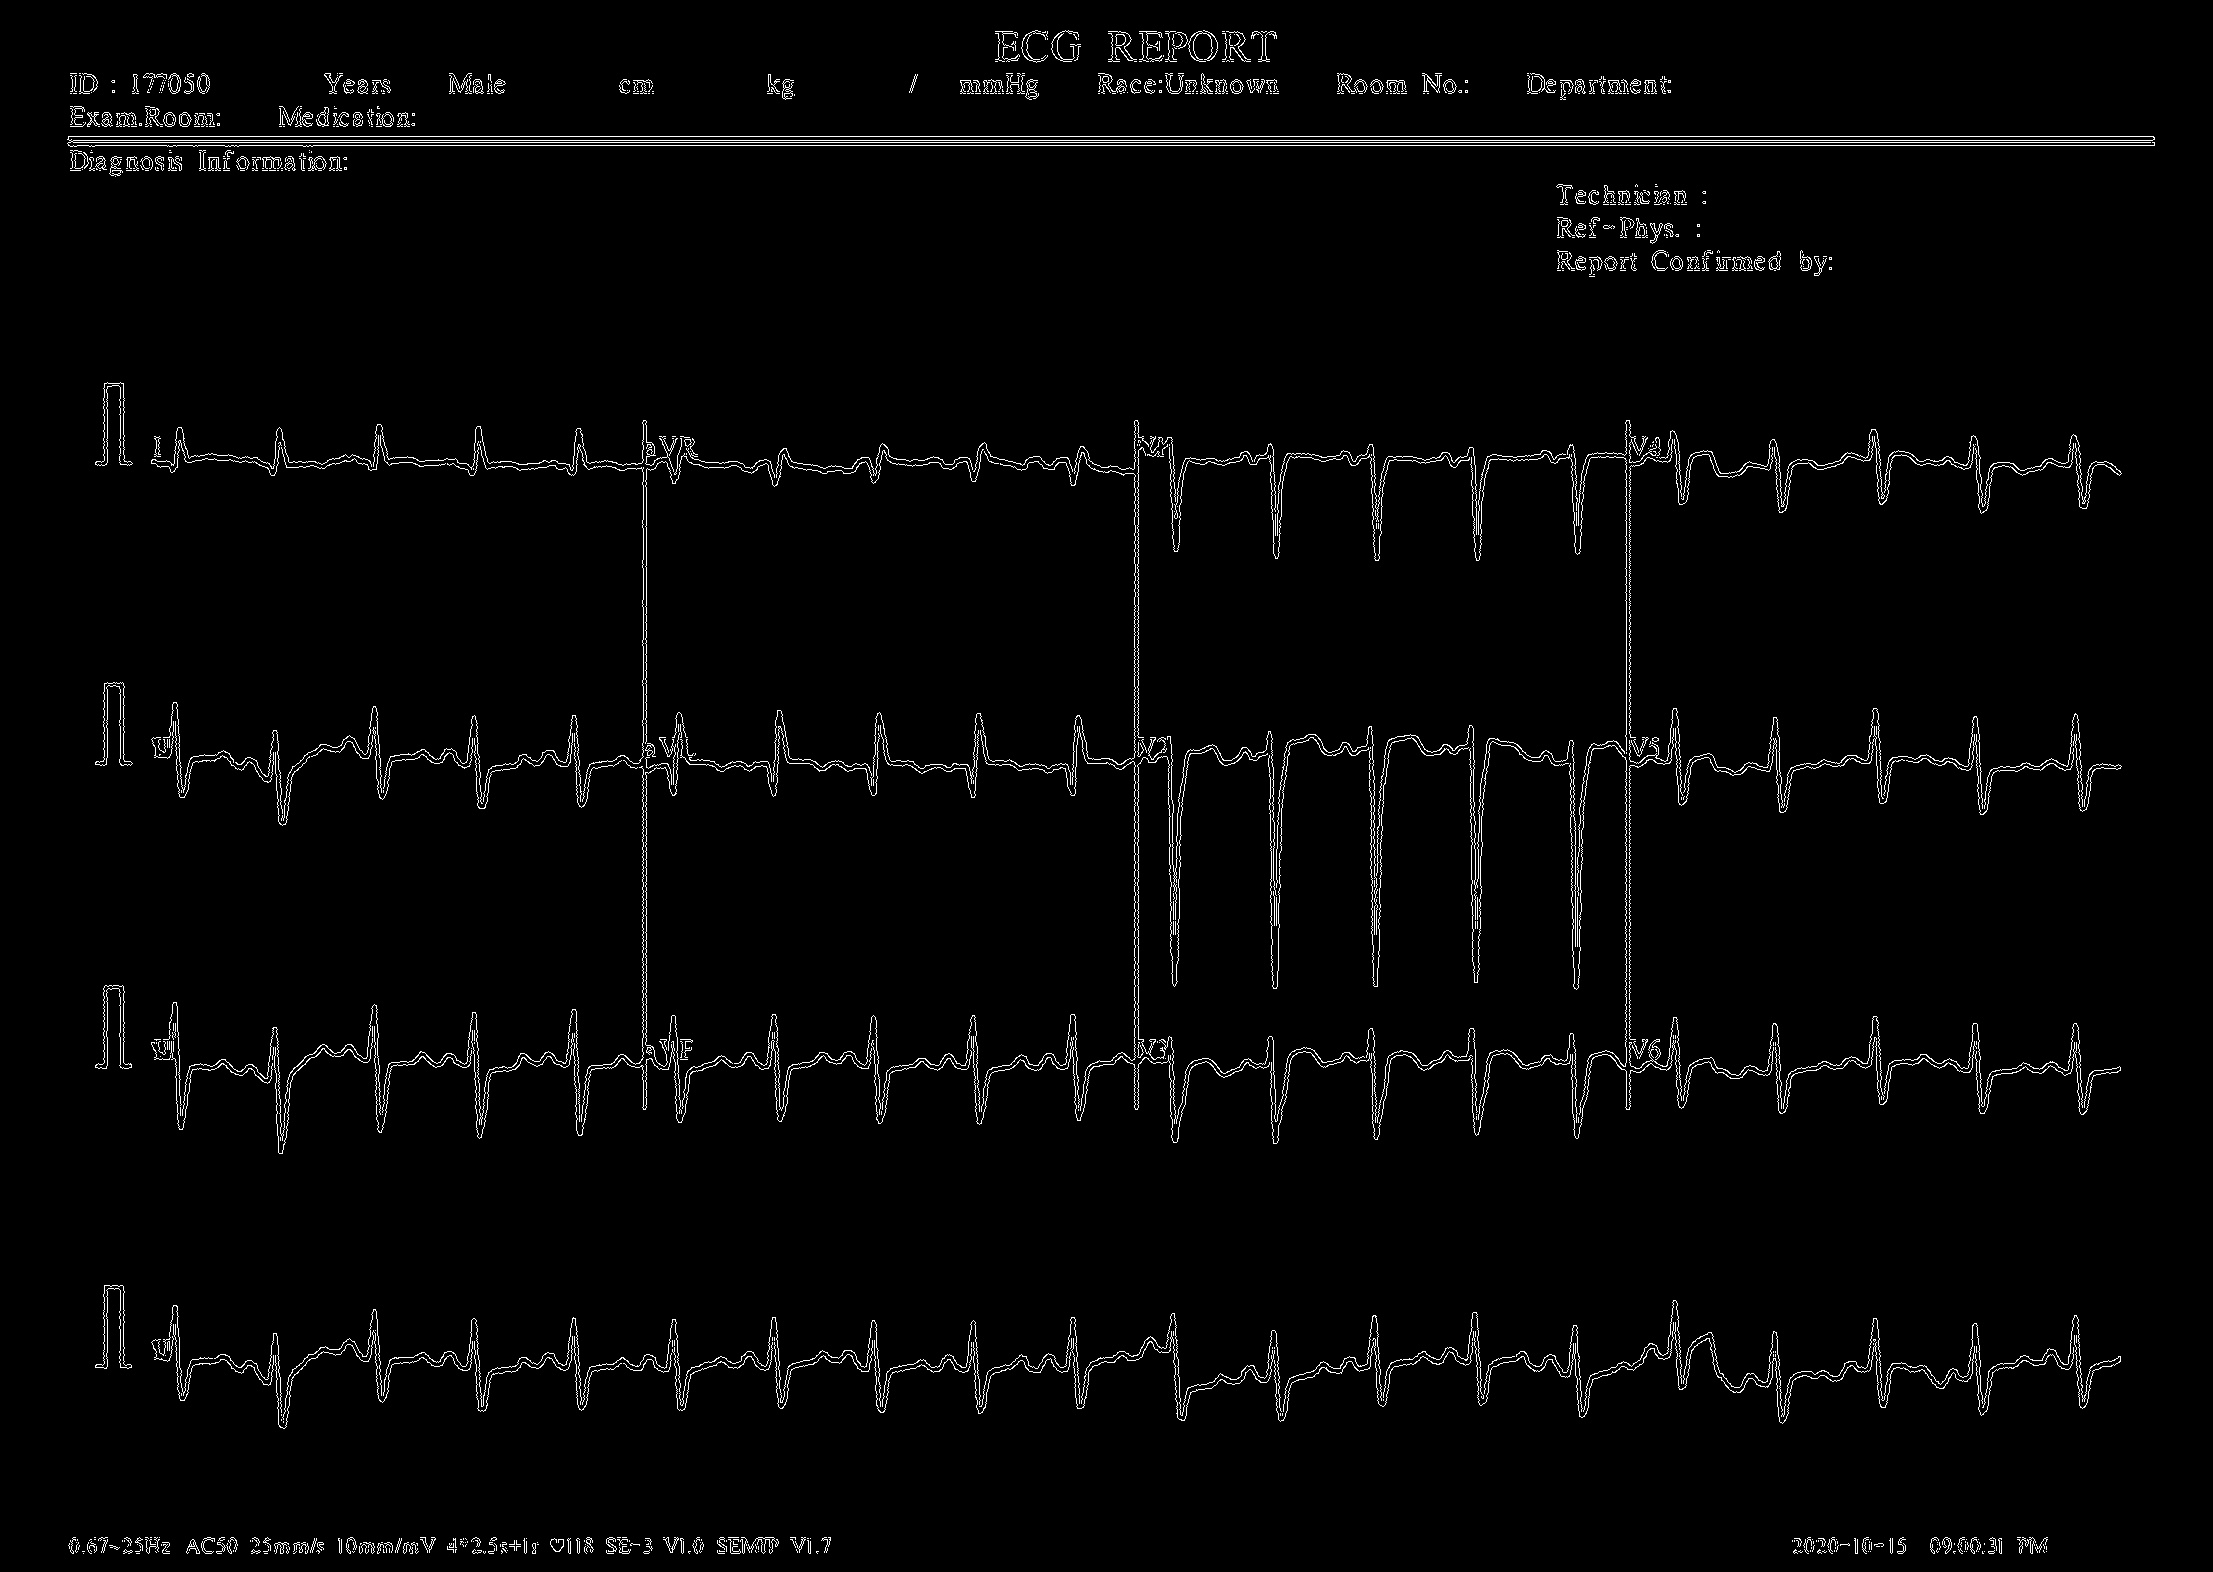 ECG REPORT
ID : 177050 Years Male cm kg / mmHg Race:Unknown Room No.: Department:
Exam.Room: Medication:
Diagnosis Information:
Technician :
Ref-Phys. :
Report Confirmed by:
I aVR V1 V4
II aVL V2 V5
III aVF V3 V6
II
0.67~25Hz AC50 25mm/s 10mm/mV 4*2.5s+1r ♡118 SE-3 V1.0 SEMIP V1.7 2020-10-15 09:00:31 PM